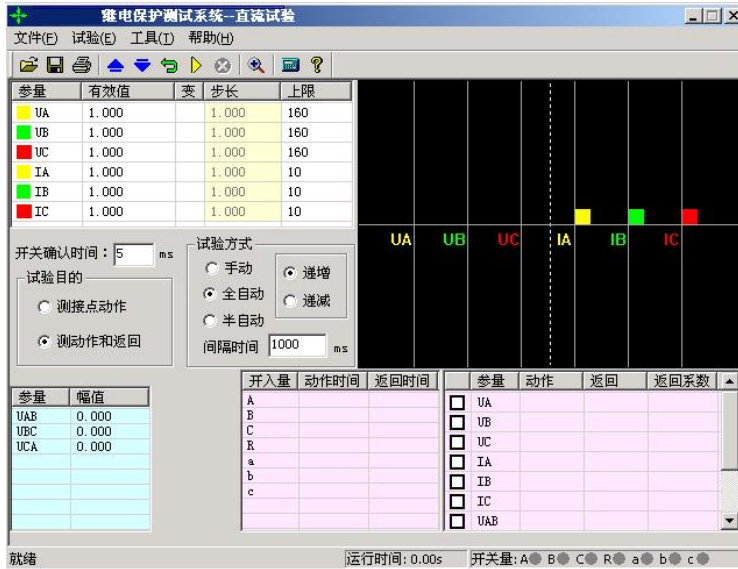 继电保护测试系统--直流试验
文件(F) 试验(E) 工具(T) 帮助(H)
参量 有效值 变 步长 上限
UA 1.000 1.000 160
UB 1.000 1.000 160
UC 1.000 1.000 160
IA 1.000 1.000 10
IB 1.000 1.000 10
IC 1.000 1.000 10
UA UB UC IA IB IC
开关确认时间：5 ms
试验目的
测接点动作
测动作和返回
试验方式
手动
全自动
半自动
递增
递减
间隔时间 1000 ms
参量 幅值
UAB 0.000
UBC 0.000
UCA 0.000
开入量 动作时间 返回时间
A
B
C
R
a
b
c
参量 动作 返回 返回系数
UA
UB
UC
IA
IB
IC
UAB
就绪 运行时间: 0.00s 开关量: A B C R a b c